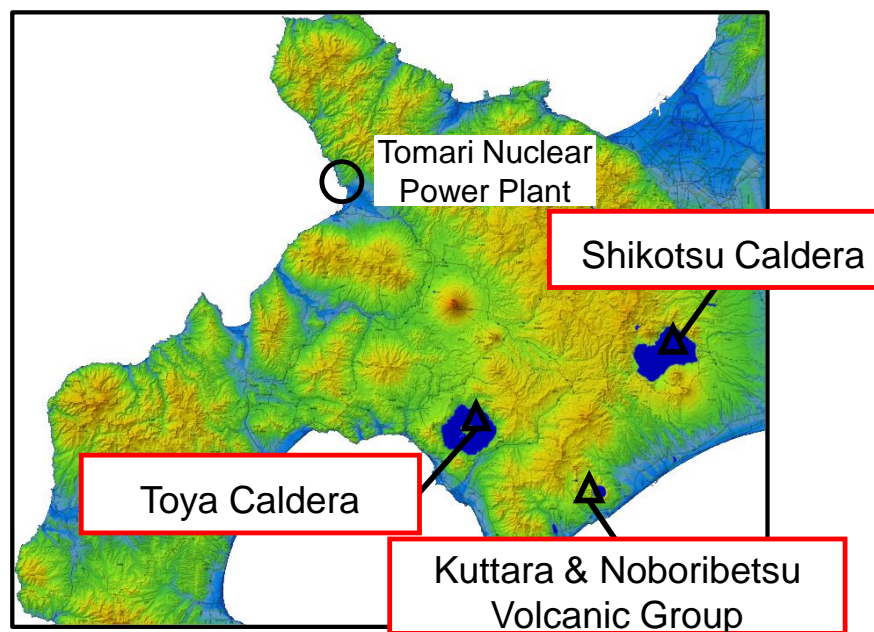 Tomari Nuclear
Power Plant
Shikotsu Caldera
Toya Caldera
Kuttara & Noboribetsu
Volcanic Group